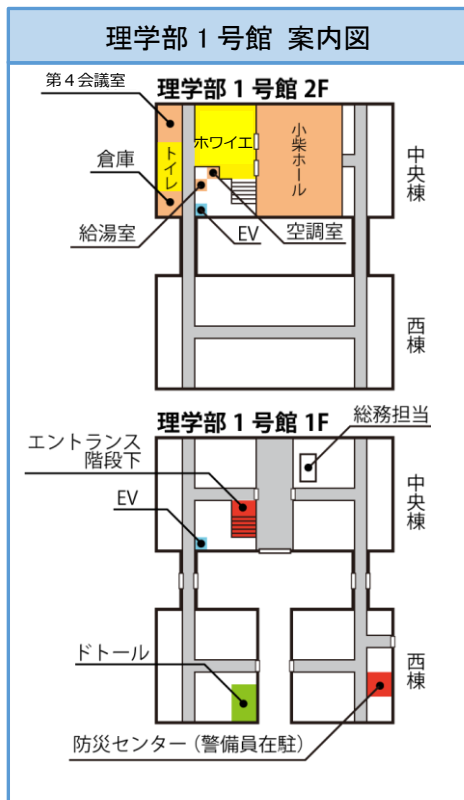 理学部1号館 案内図
第4会議室
理学部1号館 2F
ホワイエ
小柴ホール
トイレ
倉庫
中央棟
給湯室
EV
空調室
西棟
理学部1号館 1F
総務担当
エントランス
階段下
EV
中央棟
ドトール
西棟
防災センター(警備員在駐)